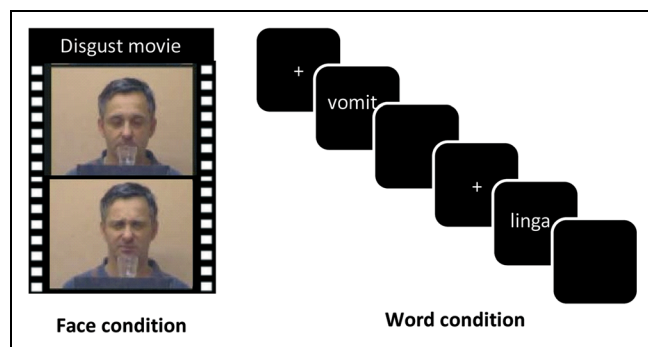 Disgust movie
+
vomit
+
linga
Face condition
Word condition